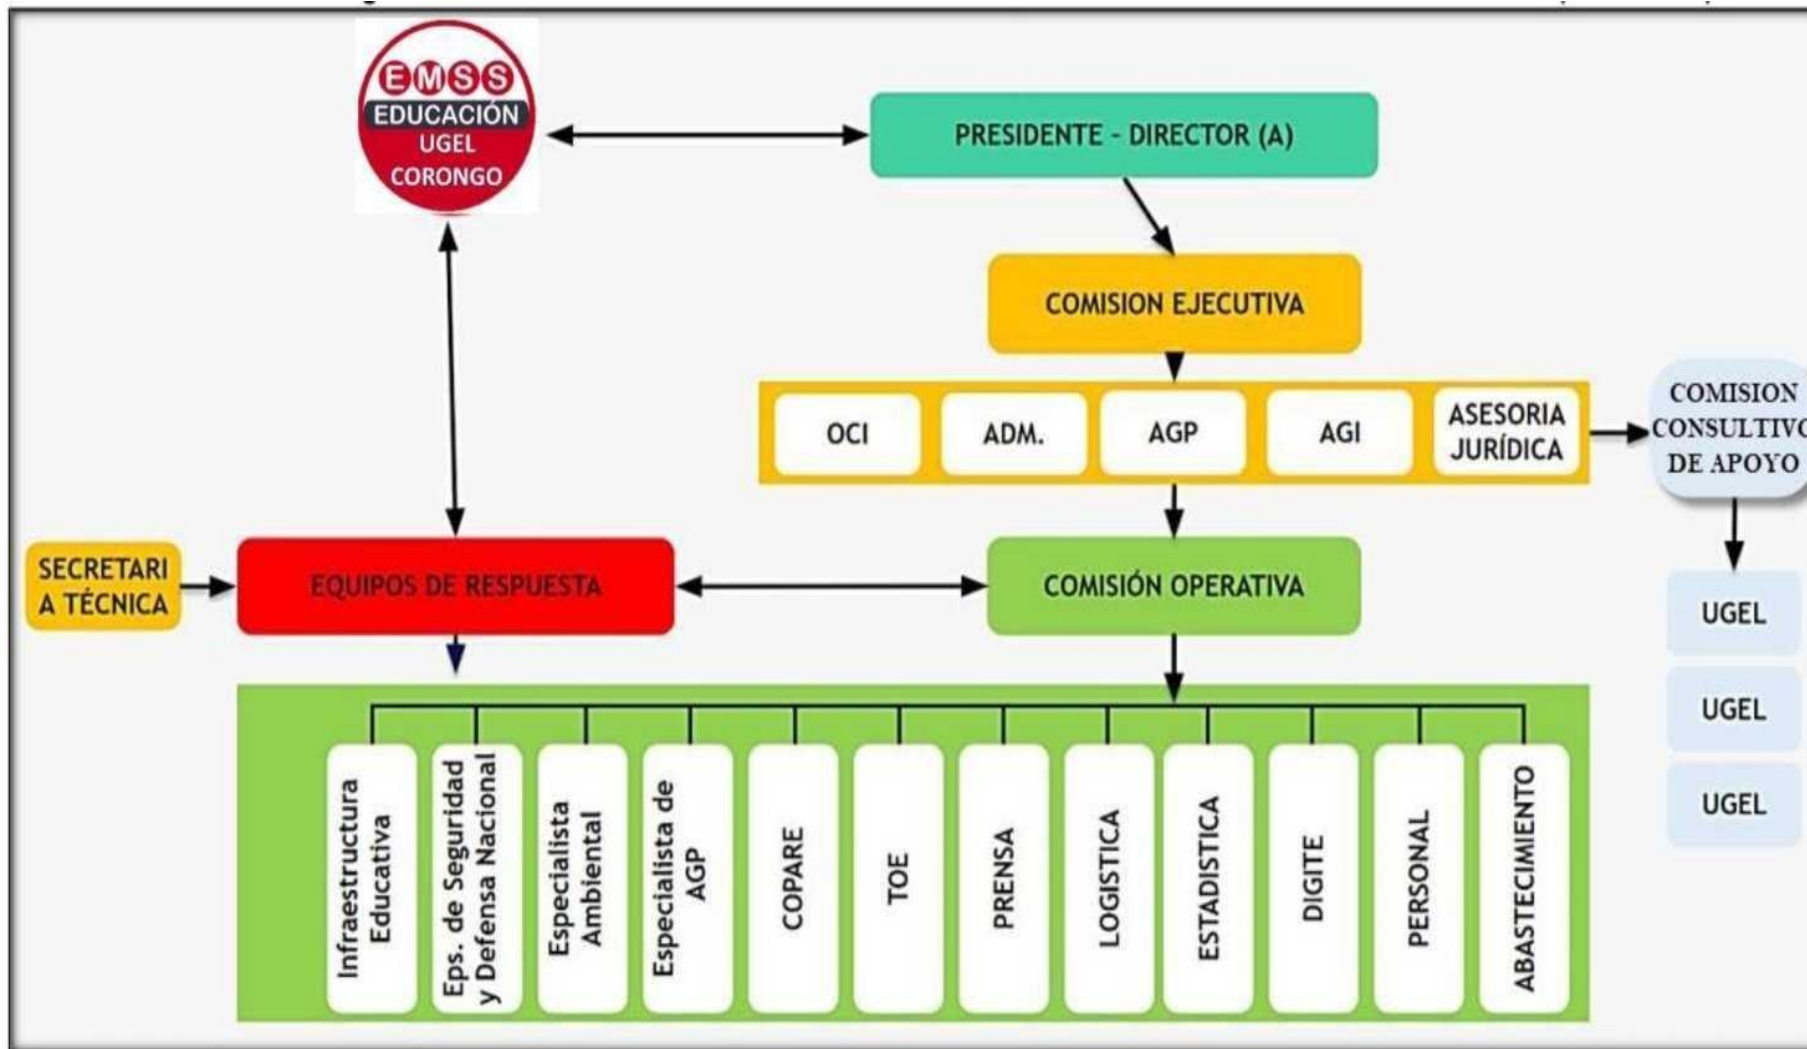 EMSS
EDUCACIÓN
UGEL
CORONGO
PRESIDENTE - DIRECTOR (A)
COMISION EJECUTIVA
OCI
ADM.
AGP
AGI
ASESORIA
JURÍDICA
COMISION
CONSULTIVO
DE APOYO
SECRETARI
A TÉCNICA
EQUIPOS DE RESPUESTA
COMISIÓN OPERATIVA
UGEL
UGEL
UGEL
Infraestructura
Educativa
Eps. de Seguridad
y Defensa Nacional
Especialista
Ambiental
Especialista de
AGP
COPARE
TOE
PRENSA
LOGISTICA
ESTADISTICA
DIGITE
PERSONAL
ABASTECIMIENTO